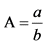 A = a/b